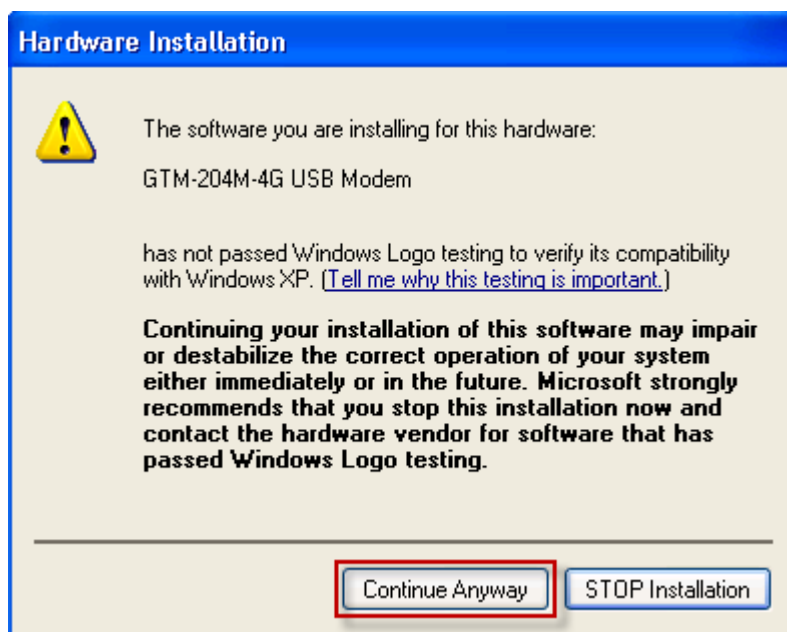 Hardware Installation
The software you are installing for this hardware:
GTM-204M-4G USB Modem
has not passed Windows Logo testing to verify its compatibility
with Windows XP. (Tell me why this testing is important.)
Continuing your installation of this software may impair
or destabilize the correct operation of your system
either immediately or in the future. Microsoft strongly
recommends that you stop this installation now and
contact the hardware vendor for software that has
passed Windows Logo testing.
Continue Anyway
STOP Installation